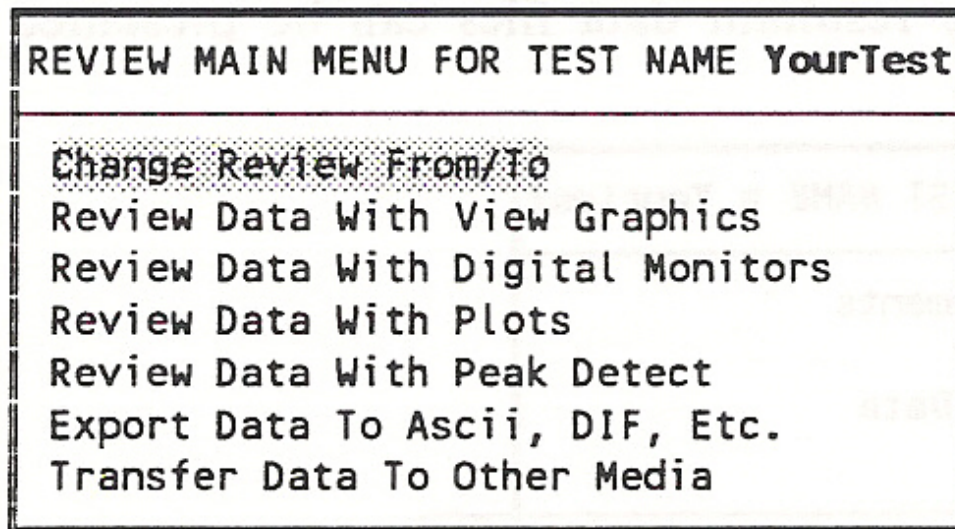 REVIEW MAIN MENU FOR TEST NAME YourTest
Change Review From/To
Review Data With View Graphics
Review Data With Digital Monitors
Review Data With Plots
Review Data With Peak Detect
Export Data To Ascii, DIF, Etc.
Transfer Data To Other Media